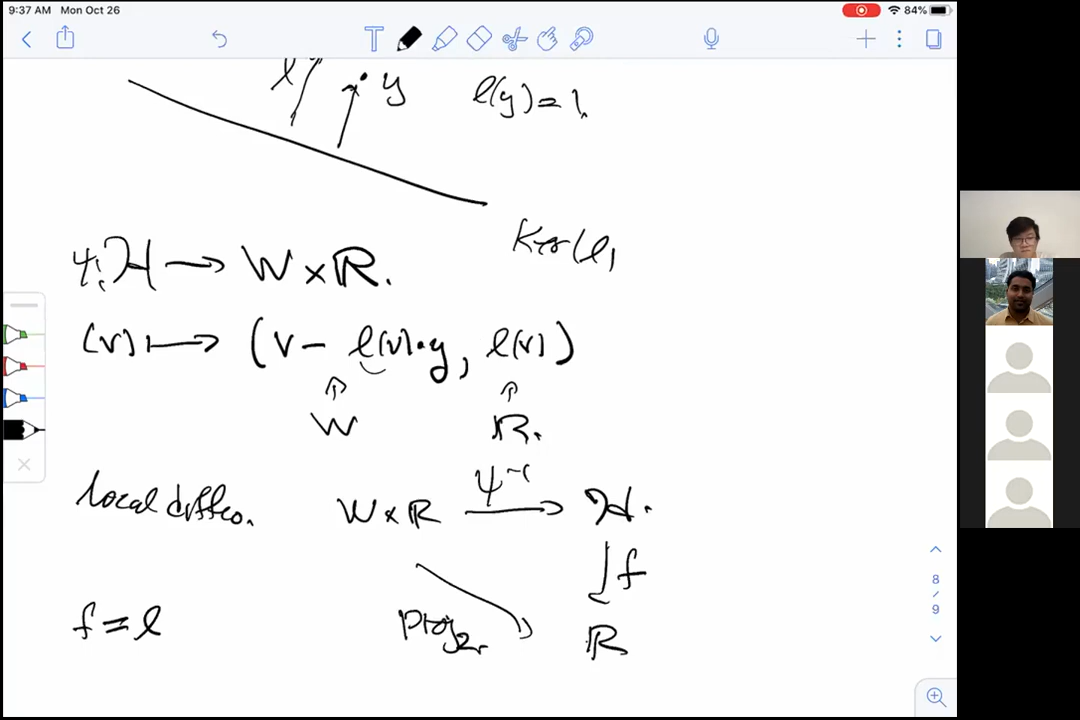 9:37 AM Mon Oct 26
84%
l
y l(y) = 1.
Ker(l)
ψ: H → W × R.
(v) ↦ (v - l(v)·y, l(v))
W R.
local diffeo. W × R ψ⁻¹ → H.
f
f = l Proj₂. R
8
/
9